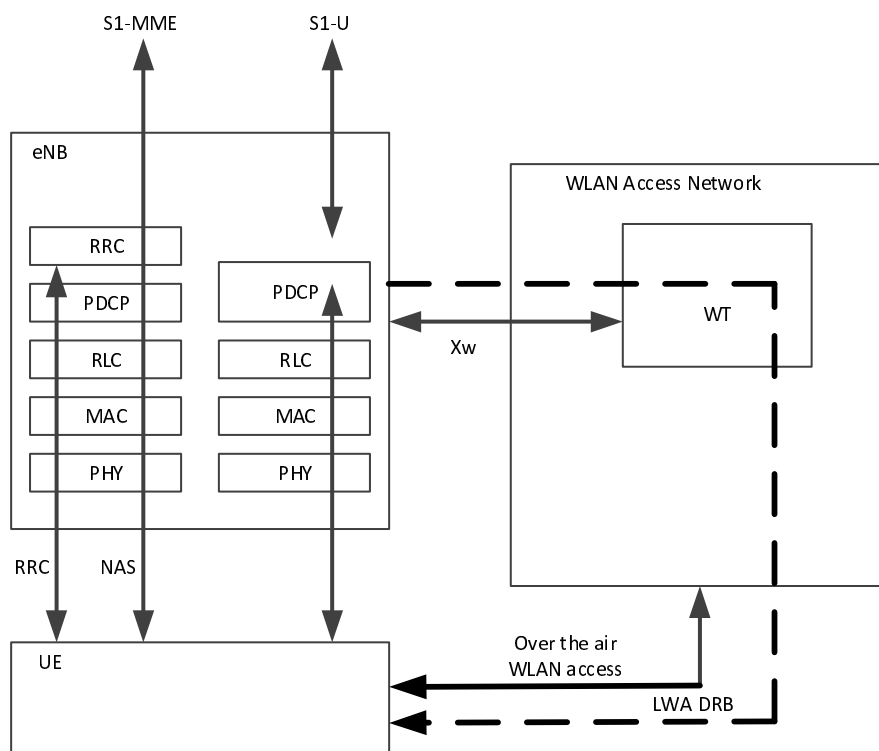 S1-MME
S1-U
eNB
WLAN Access Network
RRC
PDCP
PDCP
WT
Xw
RLC
RLC
MAC
MAC
PHY
PHY
RRC
NAS
UE
Over the air
WLAN access
LWA DRB